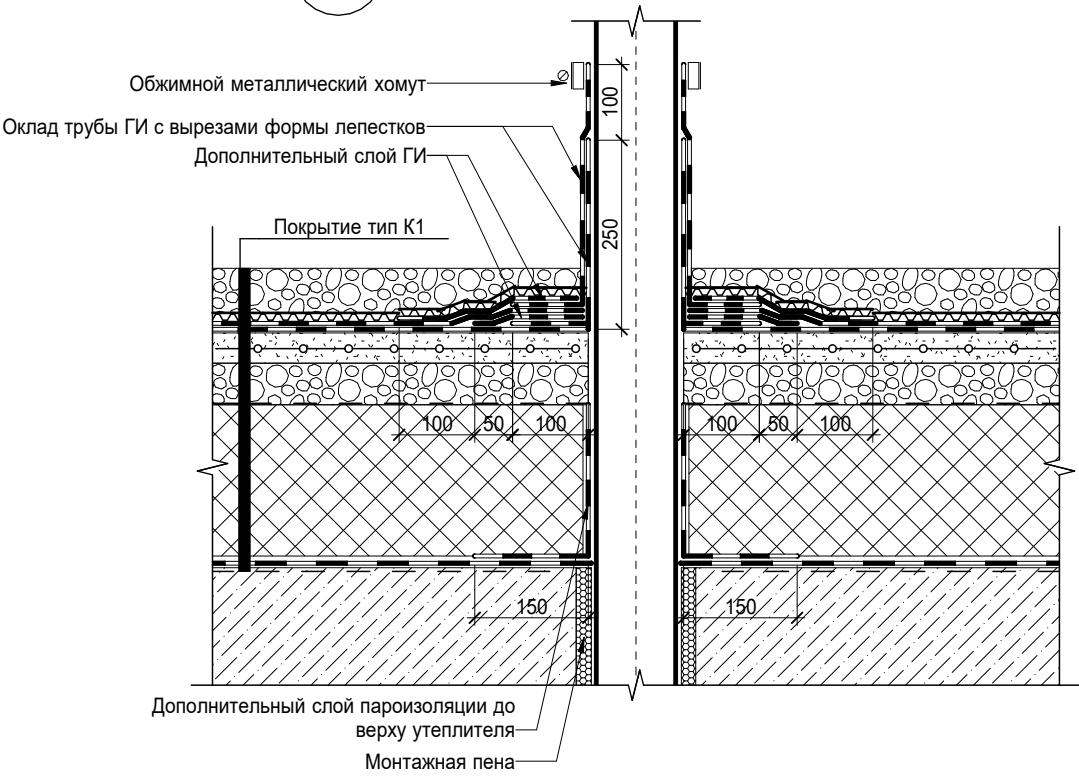 Обжимной металлический хомут
Оклад трубы ГИ с вырезами формы лепестков
Дополнительный слой ГИ
Покрытие тип К1
100
250
100 50 100
100 50 100
150
150
Дополнительный слой пароизоляции до
верху утеплителя
Монтажная пена